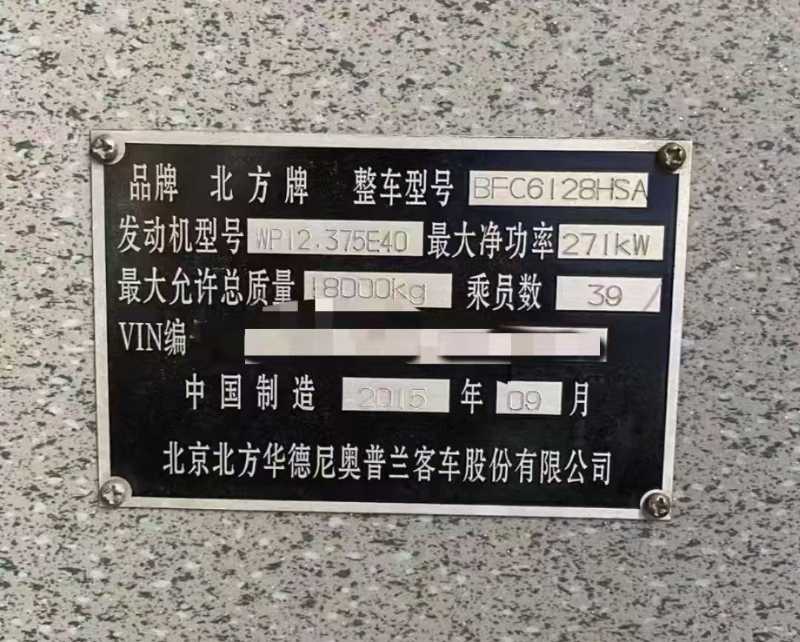 品牌 北方牌 整车型号 BFC6128HSA
发动机型号 WP12.375E40 最大净功率 271kW
最大允许总质量 18000kg 乘员数 39/
VIN编
中国制造 2015 年 09 月
北京北方华德尼奥普兰客车股份有限公司